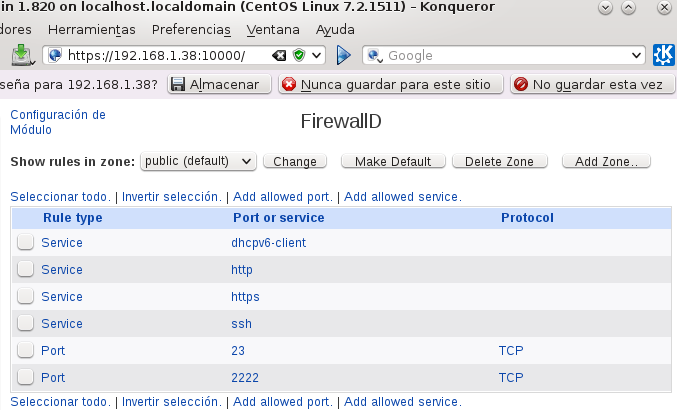 in 1.820 on localhost.localdomain (CentOS Linux 7.2.1511) – Konqueror
dores Herramientas Preferencias Ventana Ayuda
https://192.168.1.38:10000/ Google
seña para 192.168.1.38? Almacenar Nunca guardar para este sitio No guardar esta vez
Configuración de
Módulo
FirewallD
Show rules in zone: public (default) Change Make Default Delete Zone Add Zone..
Seleccionar todo. | Invertir selección. | Add allowed port. | Add allowed service.
Rule type Port or service Protocol
Service dhcpv6-client
Service http
Service https
Service ssh
Port 23 TCP
Port 2222 TCP
Seleccionar todo. | Invertir selección. | Add allowed port. | Add allowed service.